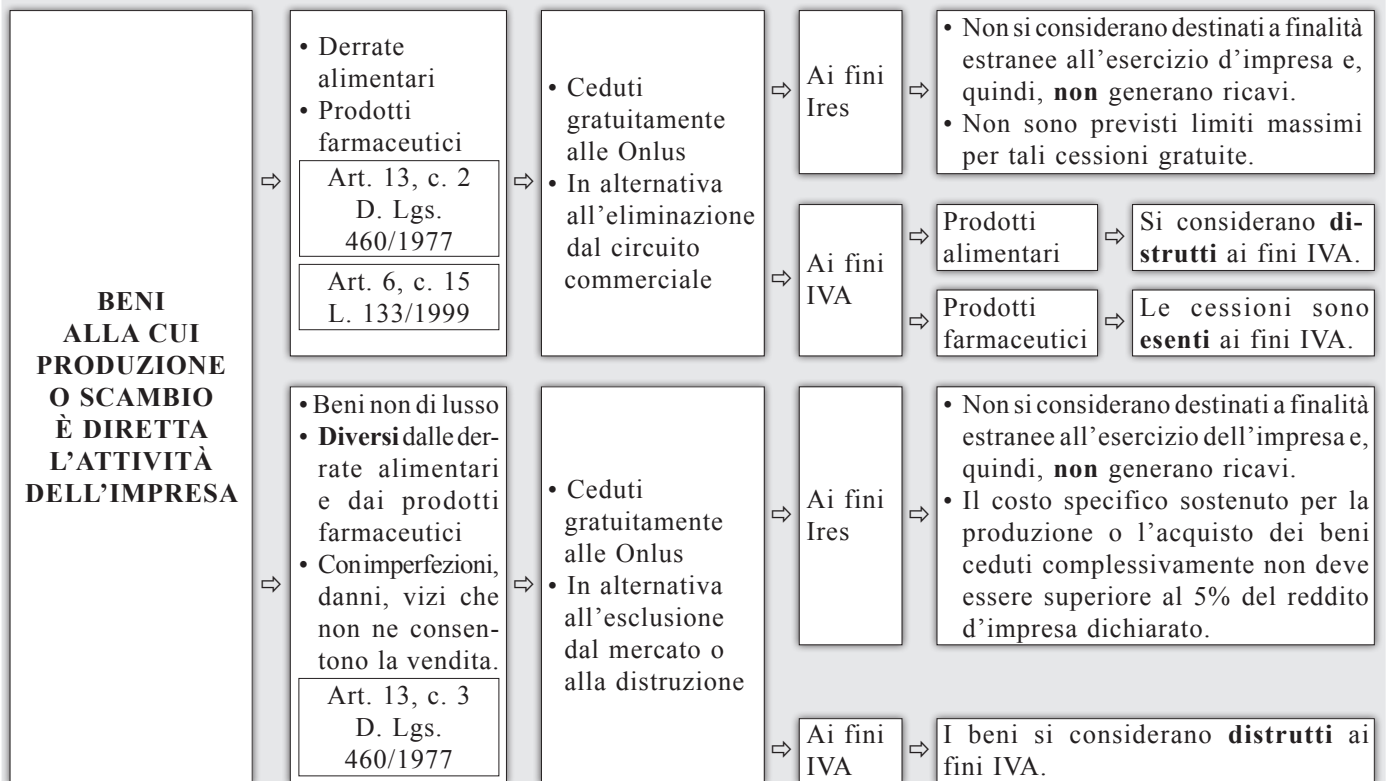 BENI
ALLA CUI
PRODUZIONE
O SCAMBIO
È DIRETTA
L’ATTIVITÀ
DELL’IMPRESA
• Derrate
alimentari
• Prodotti
farmaceutici
Art. 13, c. 2
D. Lgs.
460/1977
Art. 6, c. 15
L. 133/1999
• Ceduti
gratuitamente
alle Onlus
• In alternativa
all’eliminazione
dal circuito
commerciale
Ai fini
Ires
• Non si considerano destinati a finalità
estranee all’esercizio d’impresa e,
quindi, non generano ricavi.
• Non sono previsti limiti massimi
per tali cessioni gratuite.
Ai fini
IVA
Prodotti
alimentari
Si considerano di-
strutti ai fini IVA.
Prodotti
farmaceutici
Le cessioni sono
esenti ai fini IVA.
• Beni non di lusso
• Diversi dalle der-
rate alimentari
e dai prodotti
farmaceutici
• Con imperfezioni,
danni, vizi che
non ne consen-
tono la vendita.
Art. 13, c. 3
D. Lgs.
460/1977
• Ceduti
gratuitamente
alle Onlus
• In alternativa
all’esclusione
dal mercato o
alla distruzione
Ai fini
Ires
• Non si considerano destinati a finalità
estranee all’esercizio dell’impresa e,
quindi, non generano ricavi.
• Il costo specifico sostenuto per la
produzione o l’acquisto dei beni
ceduti complessivamente non deve
essere superiore al 5% del reddito
d’impresa dichiarato.
Ai fini
IVA
I beni si considerano distrutti ai
fini IVA.